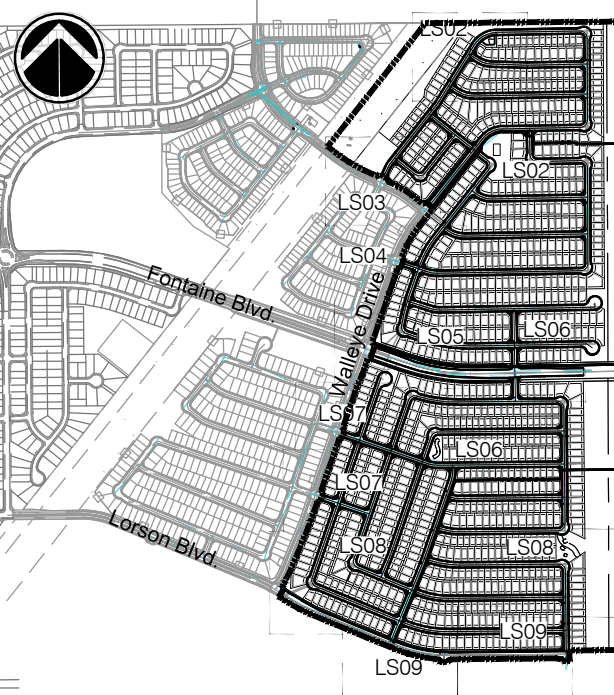 LS02
LS02
LS03
LS04
Fontaine Blvd.
Walleye Drive
LS05
LS06
LS07
LS06
LS07
LS08
LS08
Lorson Blvd.
LS09
LS09